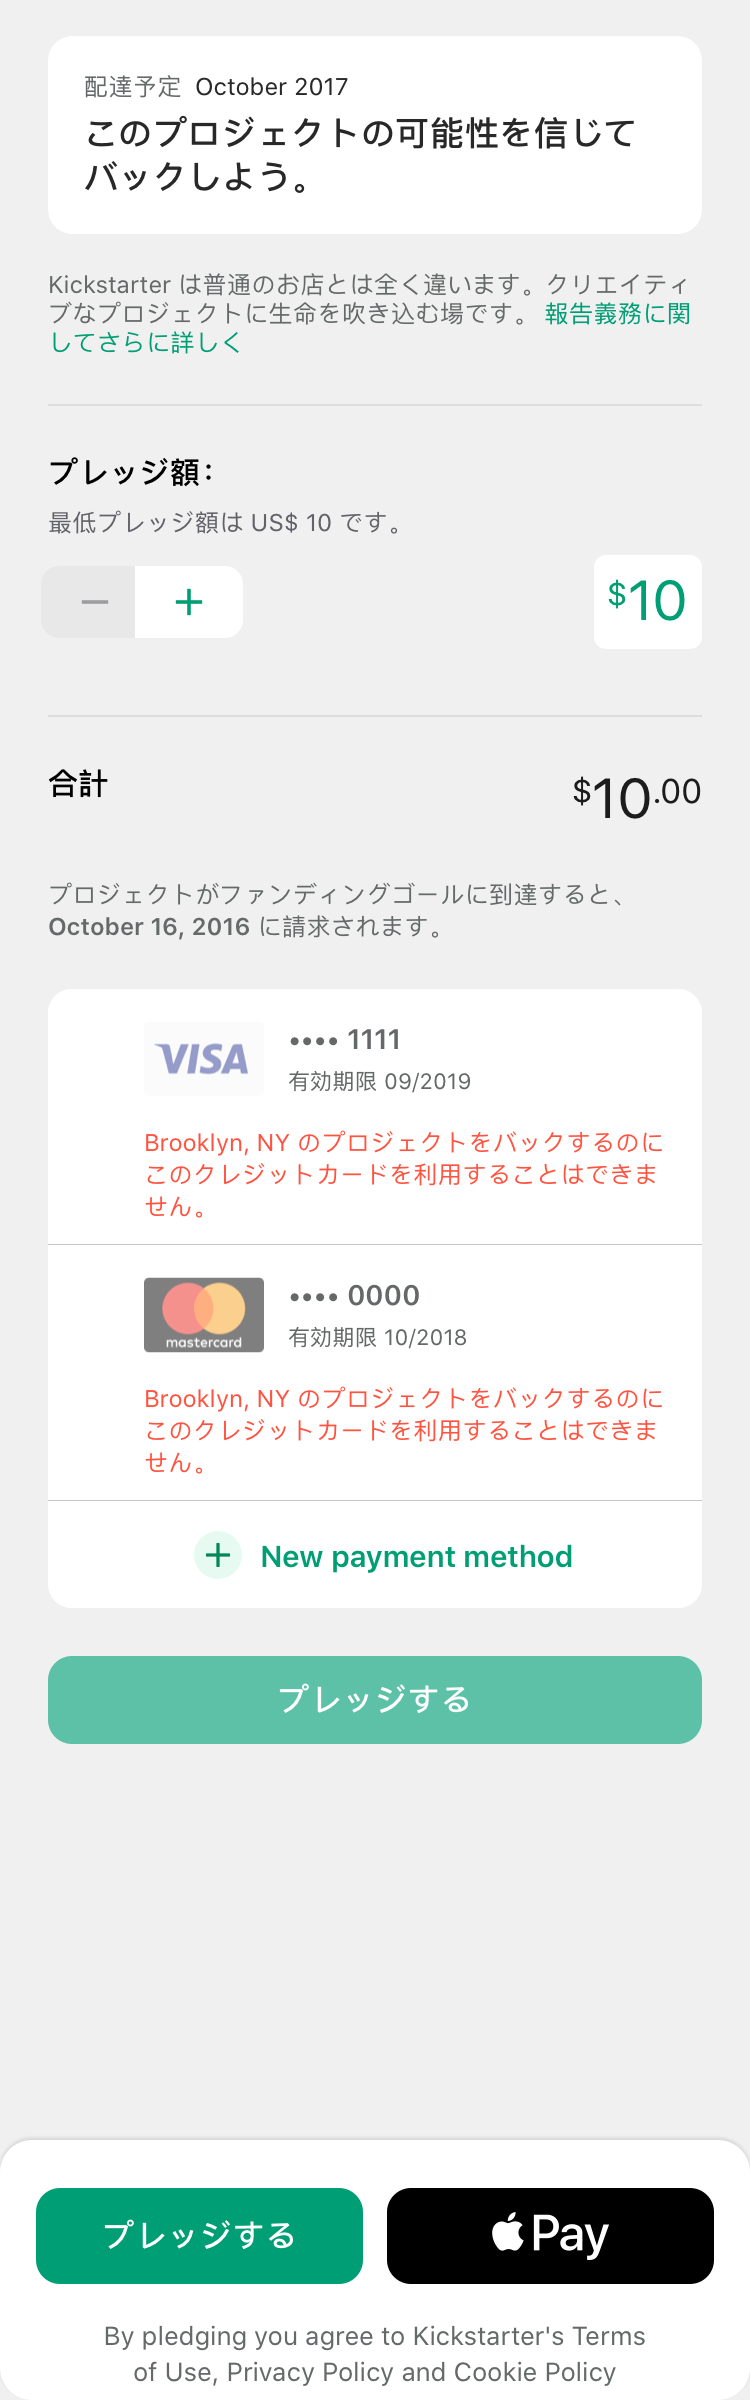 配達予定 October 2017
このプロジェクトの可能性を信じて
バックしよう。
Kickstarter は普通のお店とは全く違います。クリエイティ
ブなプロジェクトに生命を吹き込む場です。 報告義務に関
してさらに詳しく
プレッジ額：
最低プレッジ額は US$ 10 です。
− +
$10
合計
$10.00
プロジェクトがファンディングゴールに到達すると、
October 16, 2016 に請求されます。
VISA
•••• 1111
有効期限 09/2019
Brooklyn, NY のプロジェクトをバックするのに
このクレジットカードを利用することはできま
せん。
mastercard
•••• 0000
有効期限 10/2018
Brooklyn, NY のプロジェクトをバックするのに
このクレジットカードを利用することはできま
せん。
+ New payment method
プレッジする
プレッジする
Pay
By pledging you agree to Kickstarter's Terms
of Use, Privacy Policy and Cookie Policy